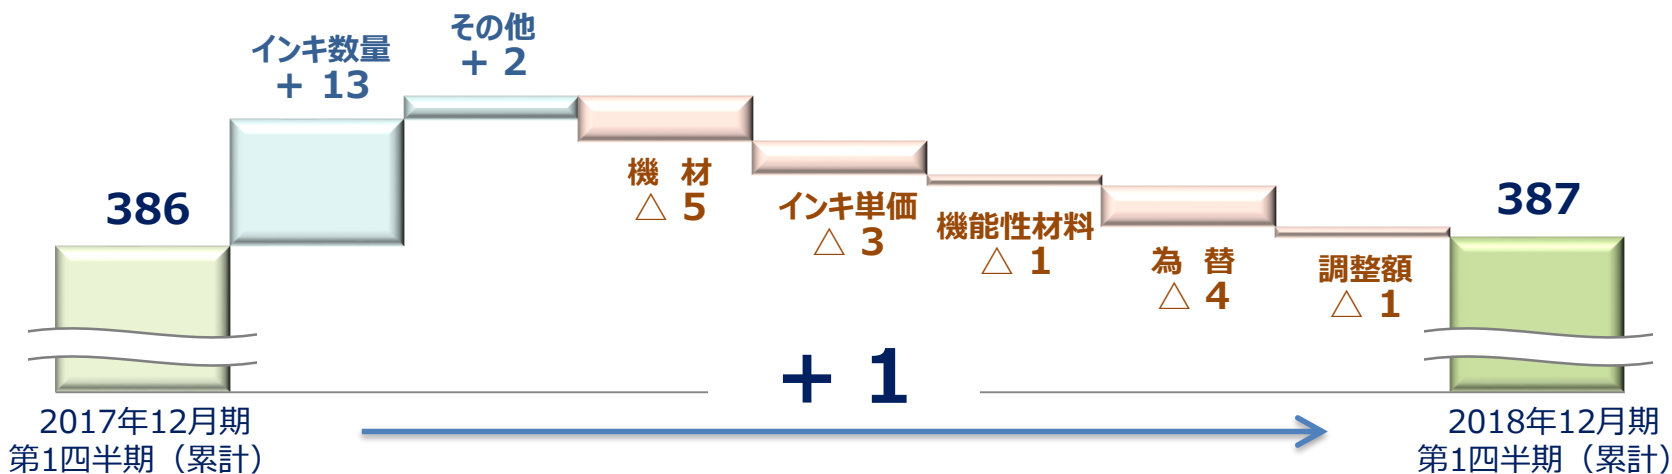 インキ数量
+ 13
その他
+ 2
機 材
△ 5
インキ単価
△ 3
機能性材料
△ 1
為 替
△ 4
調整額
△ 1
386
387
+ 1
2017年12月期
第1四半期（累計）
2018年12月期
第1四半期（累計）